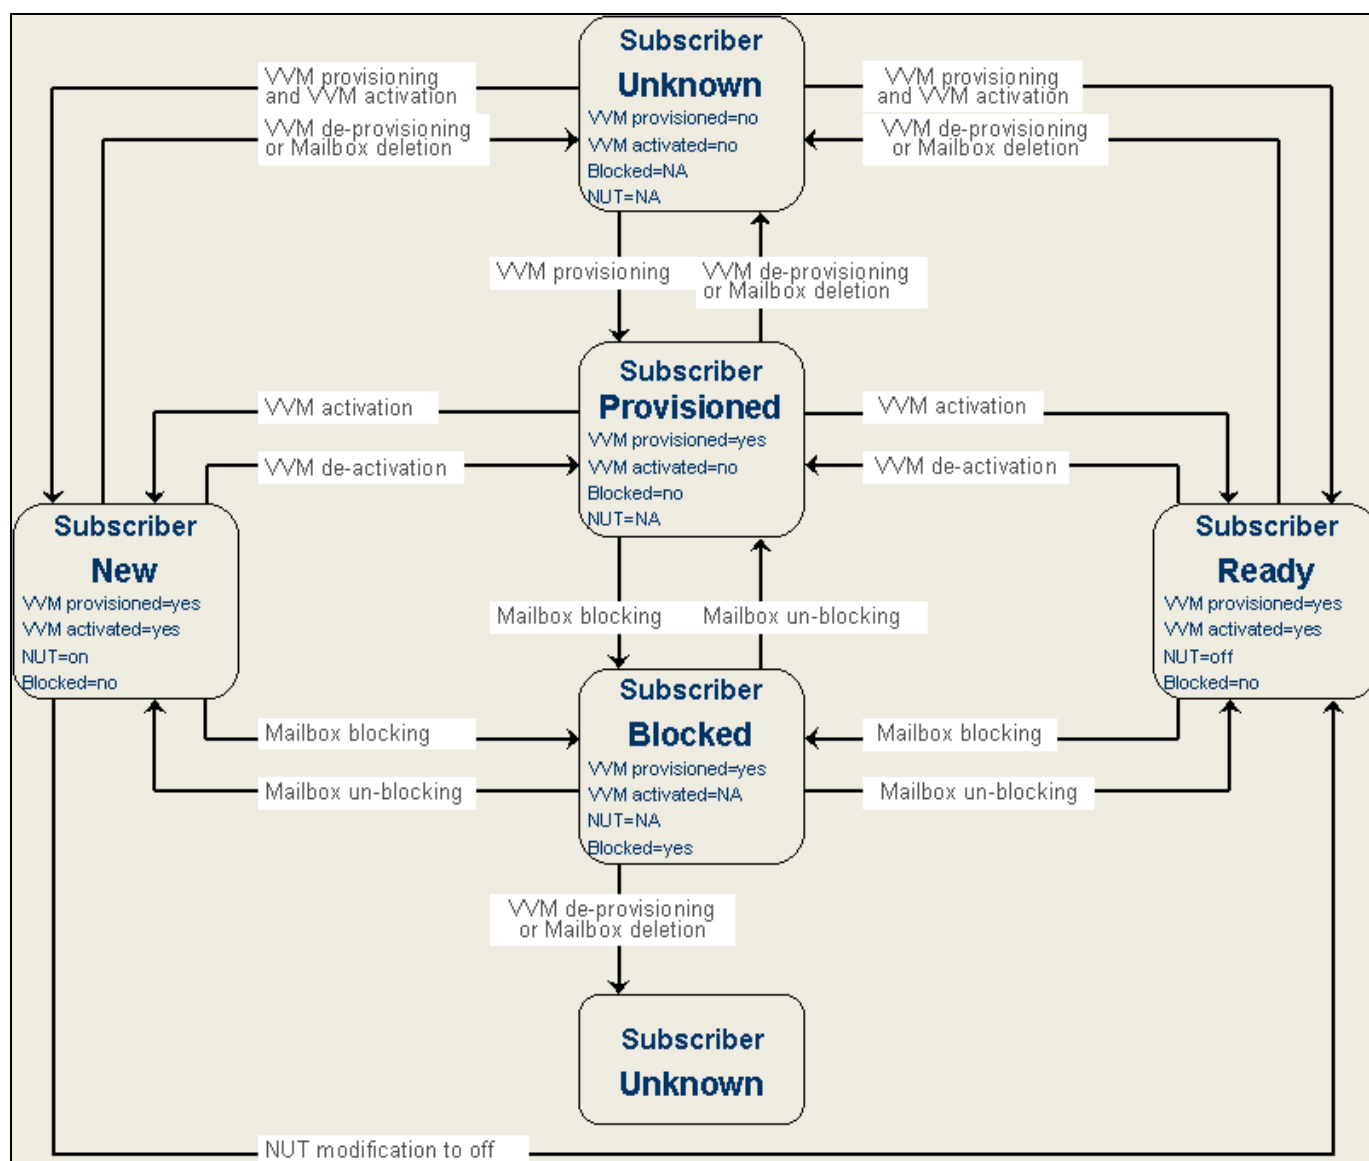 Subscriber
Unknown
VVM provisioned=no
VVM activated=no
Blocked=NA
NUT=NA
VVM provisioning
and VVM activation
VVM de-provisioning
or Mailbox deletion
VVM provisioning
and VVM activation
VVM de-provisioning
or Mailbox deletion
VVM provisioning
VVM de-provisioning
or Mailbox deletion
Subscriber
Provisioned
VVM provisioned=yes
VVM activated=no
Blocked=no
NUT=NA
VVM activation
VVM de-activation
VVM activation
VVM de-activation
Subscriber
New
VVM provisioned=yes
VVM activated=yes
NUT=on
Blocked=no
Subscriber
Ready
VVM provisioned=yes
VVM activated=yes
NUT=off
Blocked=no
Mailbox blocking
Mailbox un-blocking
Subscriber
Blocked
VVM provisioned=yes
VVM activated=NA
NUT=NA
Blocked=yes
Mailbox blocking
Mailbox un-blocking
Mailbox blocking
Mailbox un-blocking
VVM de-provisioning
or Mailbox deletion
Subscriber
Unknown
NUT modification to off